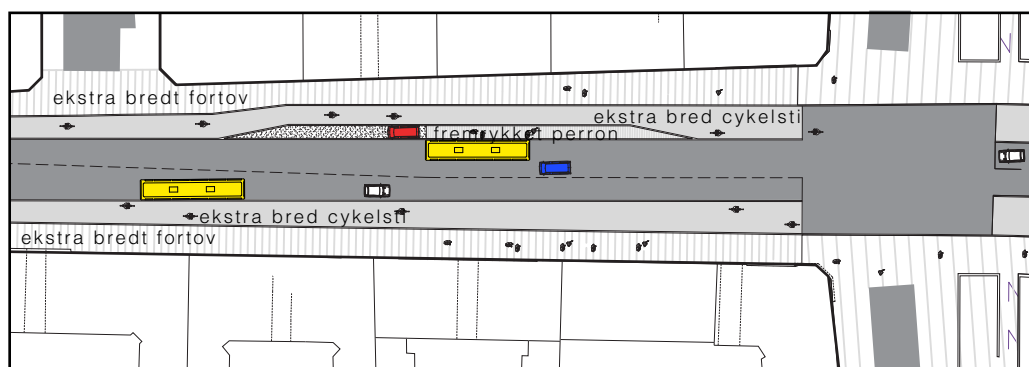 ekstra bredt fortov
ekstra bred cykelsti
fremrykket perron
ekstra bred cykelsti
ekstra bredt fortov